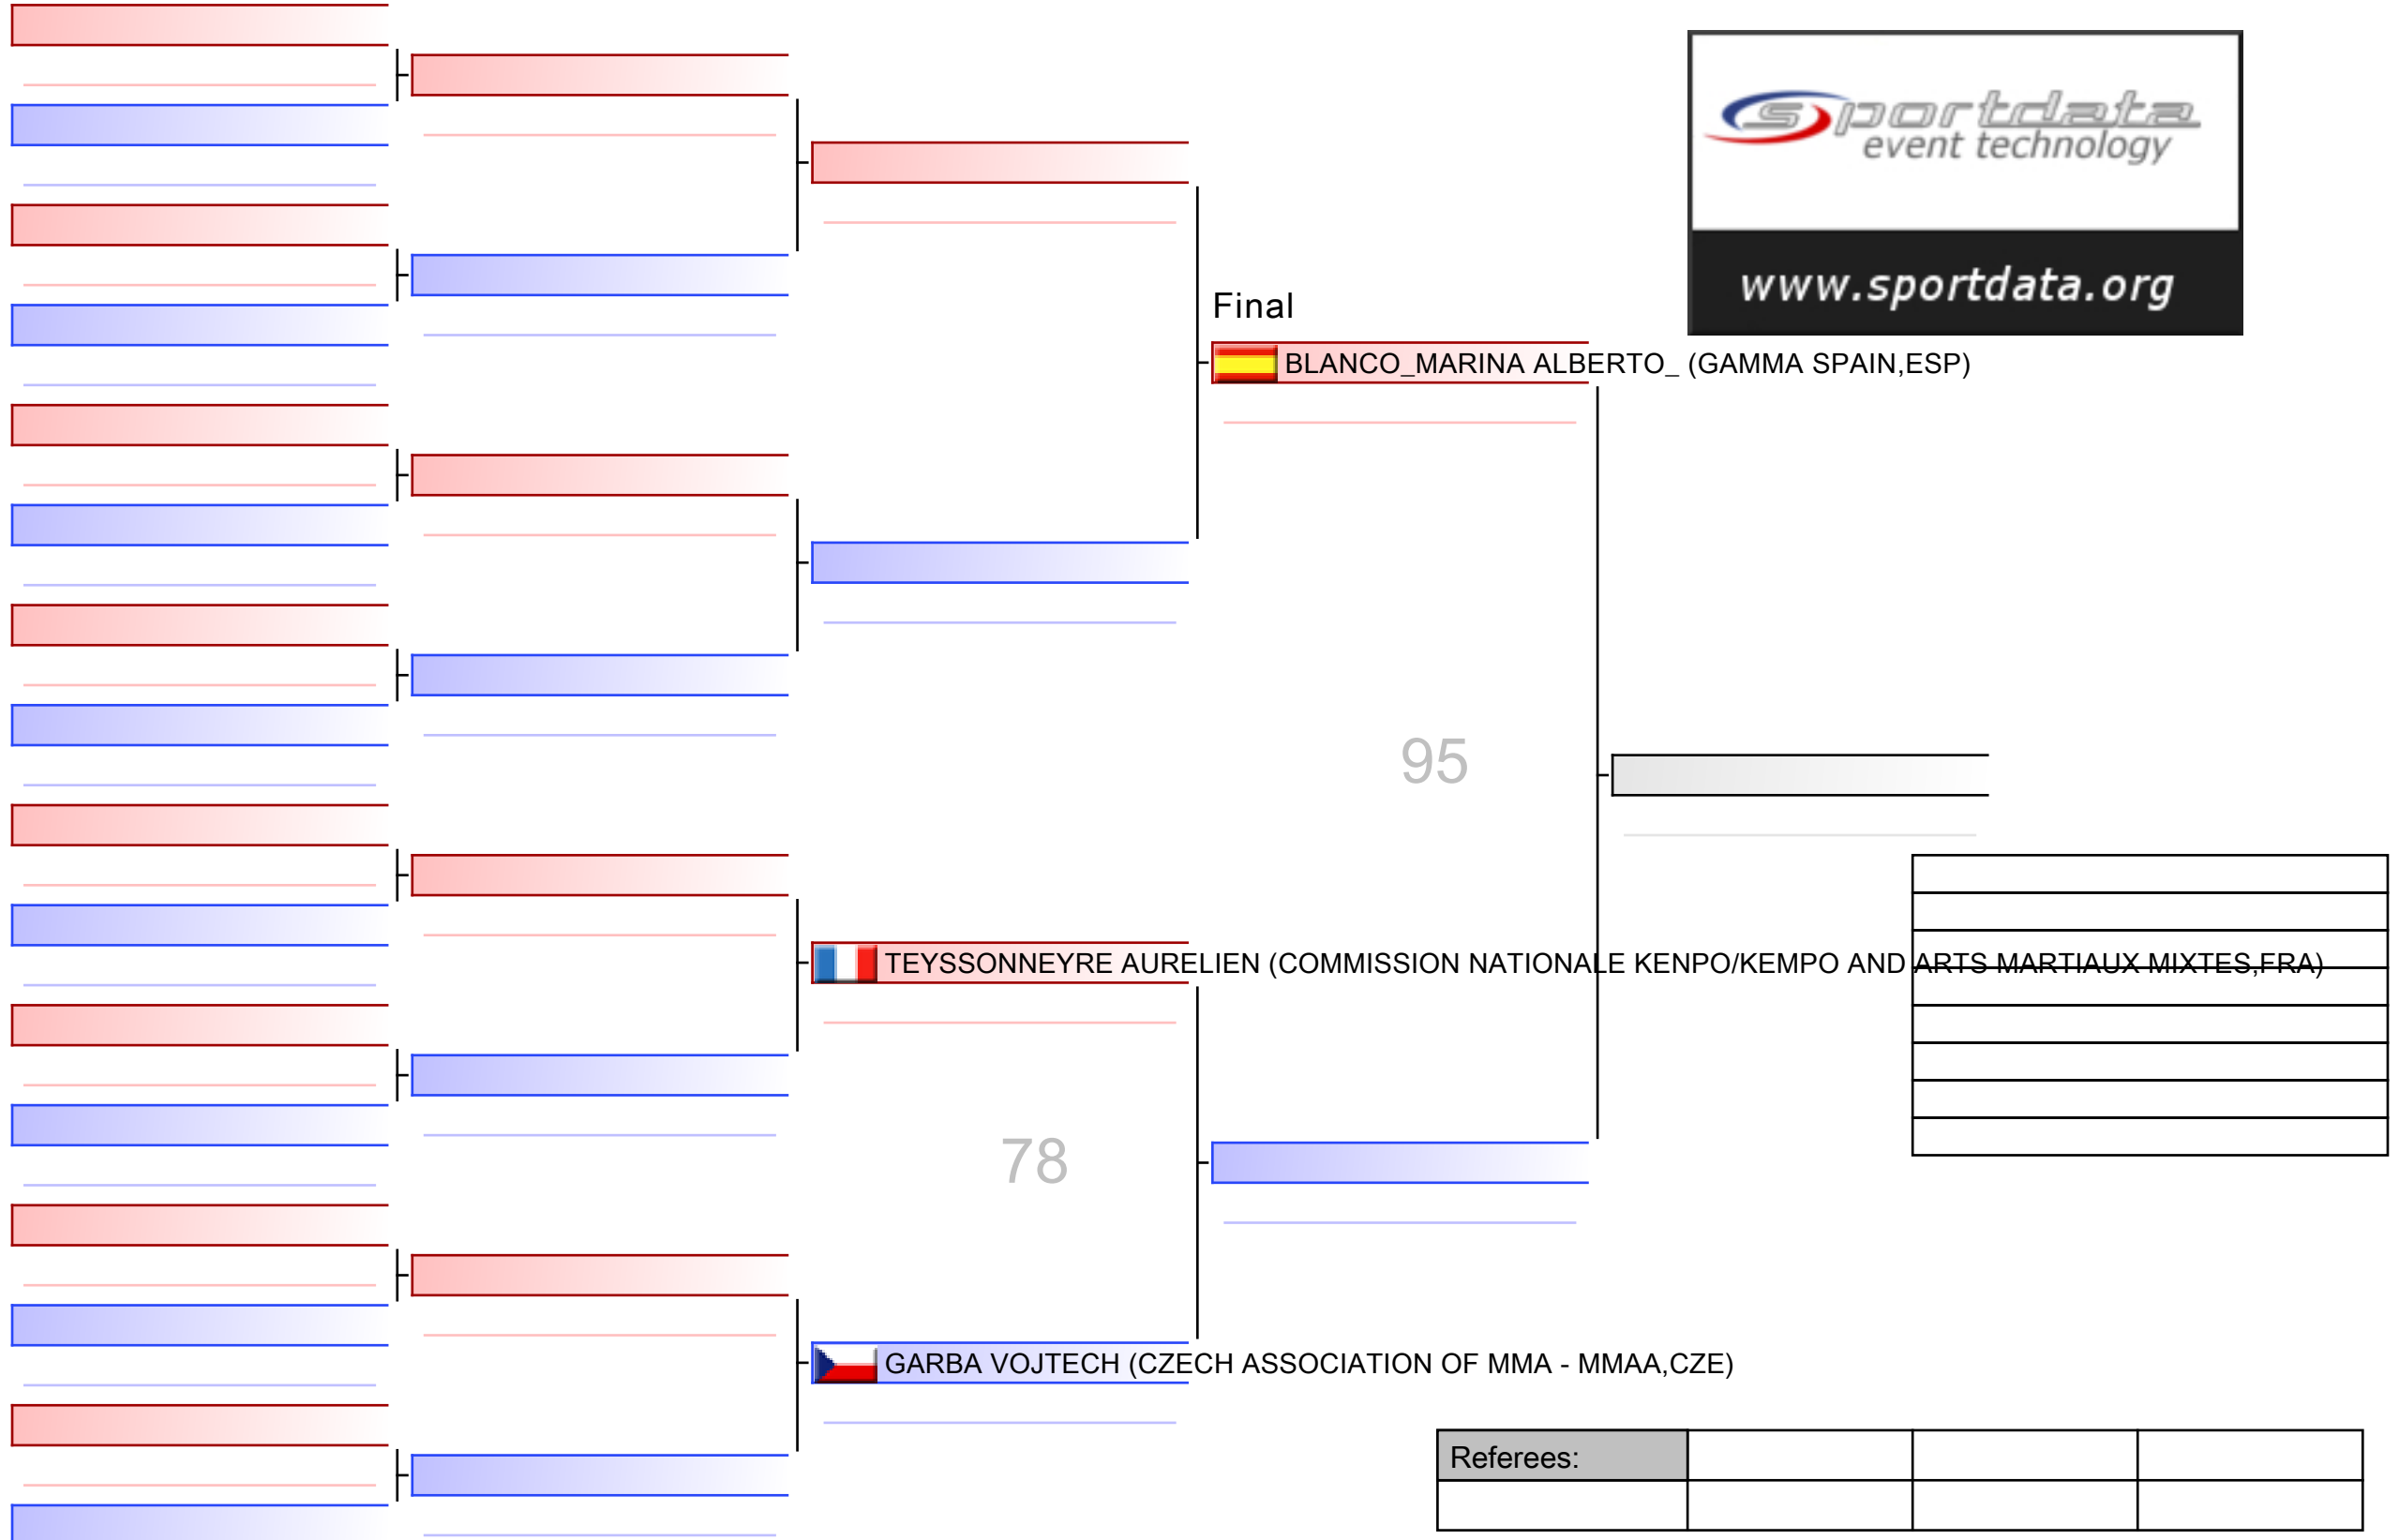 sportdata
event technology
www.sportdata.org
Final
BLANCO_MARINA ALBERTO_ (GAMMA SPAIN,ESP)
95
TEYSSONNEYRE AURELIEN (COMMISSION NATIONALE KENPO/KEMPO AND ARTS MARTIAUX MIXTES,FRA)
78
GARBA VOJTECH (CZECH ASSOCIATION OF MMA - MMAA,CZE)
Referees: